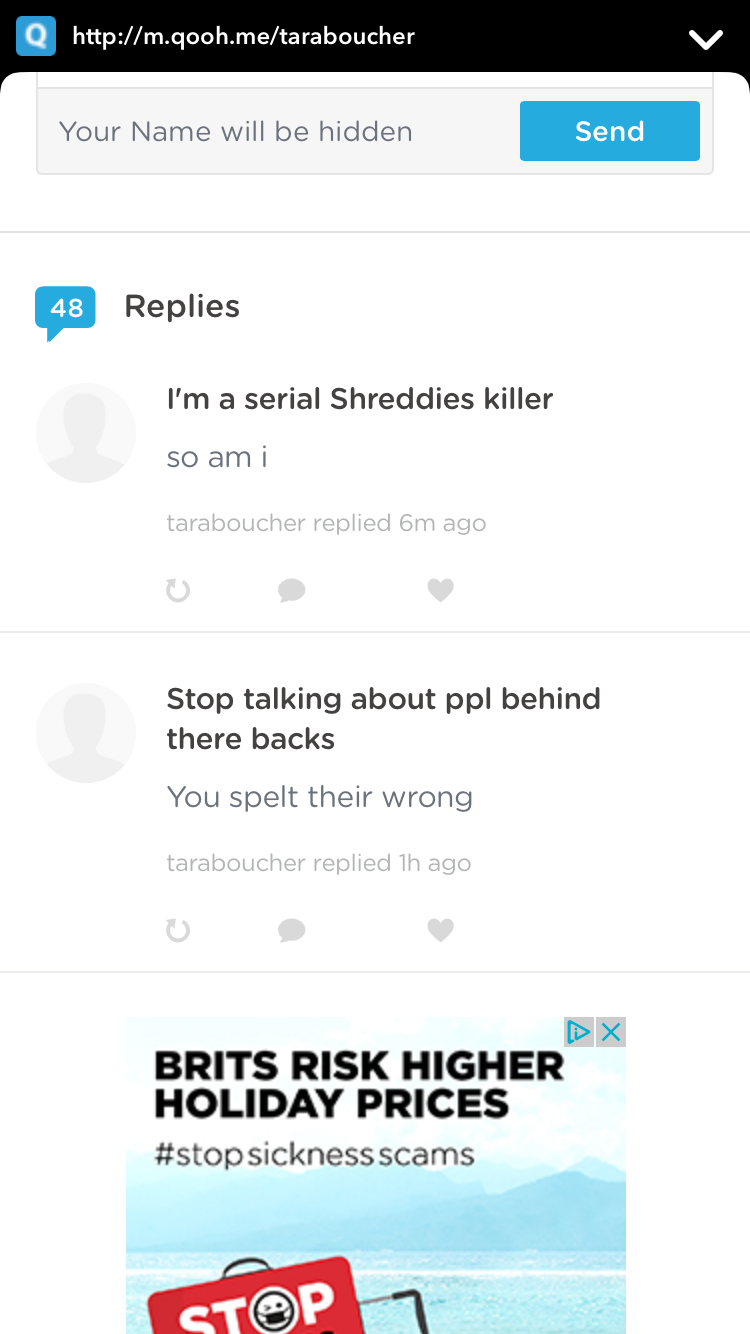 http://m.qooh.me/taraboucher
Your Name will be hidden
Send
48
Replies
I'm a serial Shreddies killer
so am i
taraboucher replied 6m ago
Stop talking about ppl behind
there backs
You spelt their wrong
taraboucher replied 1h ago
BRITS RISK HIGHER
HOLIDAY PRICES
#stopsicknessscams
STOP